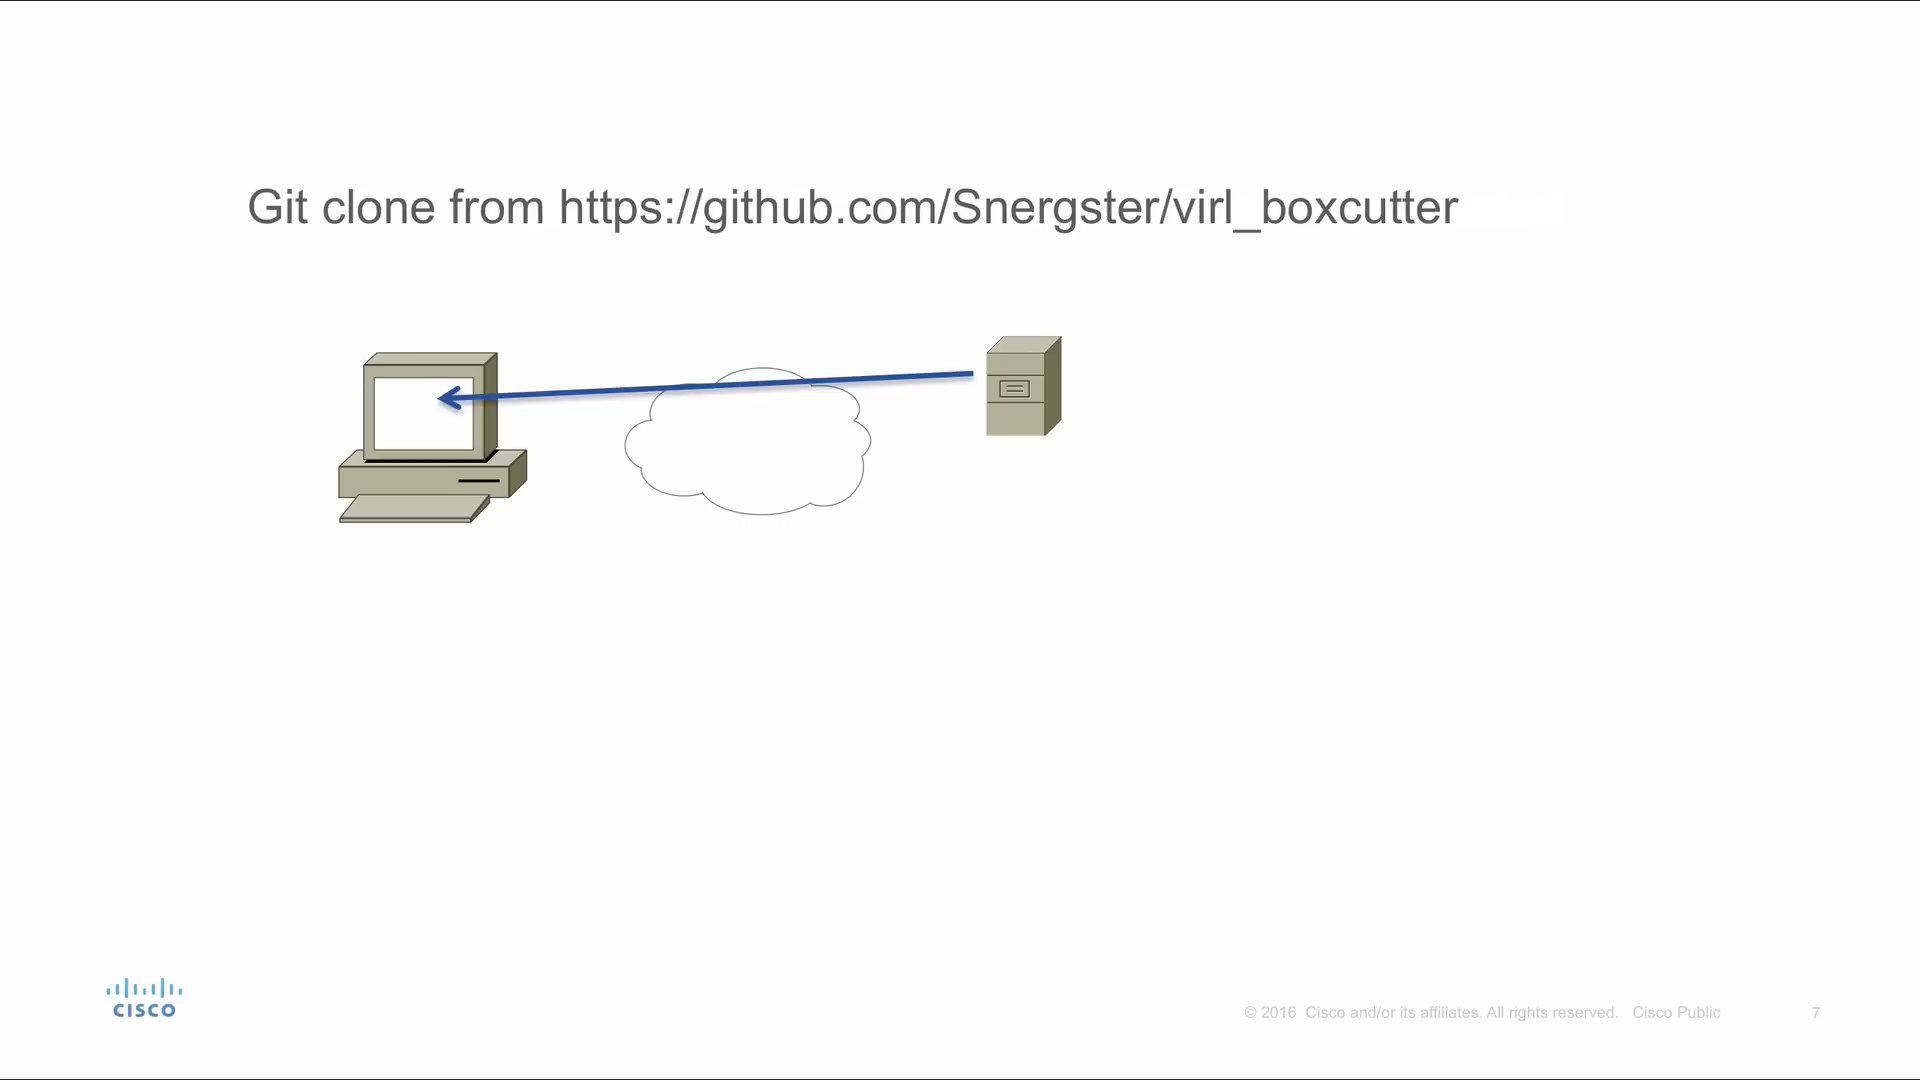 Git clone from https://github.com/Snergster/virl_boxcutter
CISCO
© 2016 Cisco and/or its affiliates. All rights reserved. Cisco Public 7